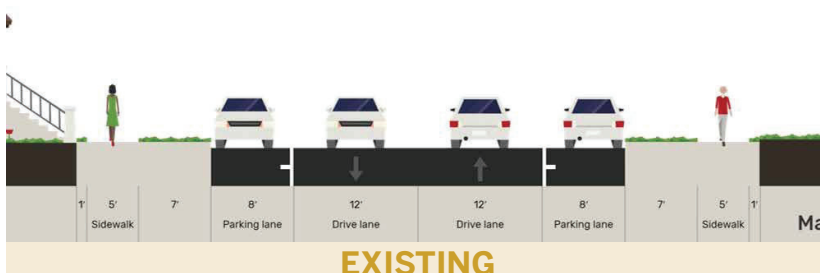 1' 5' 7' 8' 12' 12' 8' 7' 5' 1'
Sidewalk Parking lane Drive lane Drive lane Parking lane Sidewalk
Ma
EXISTING